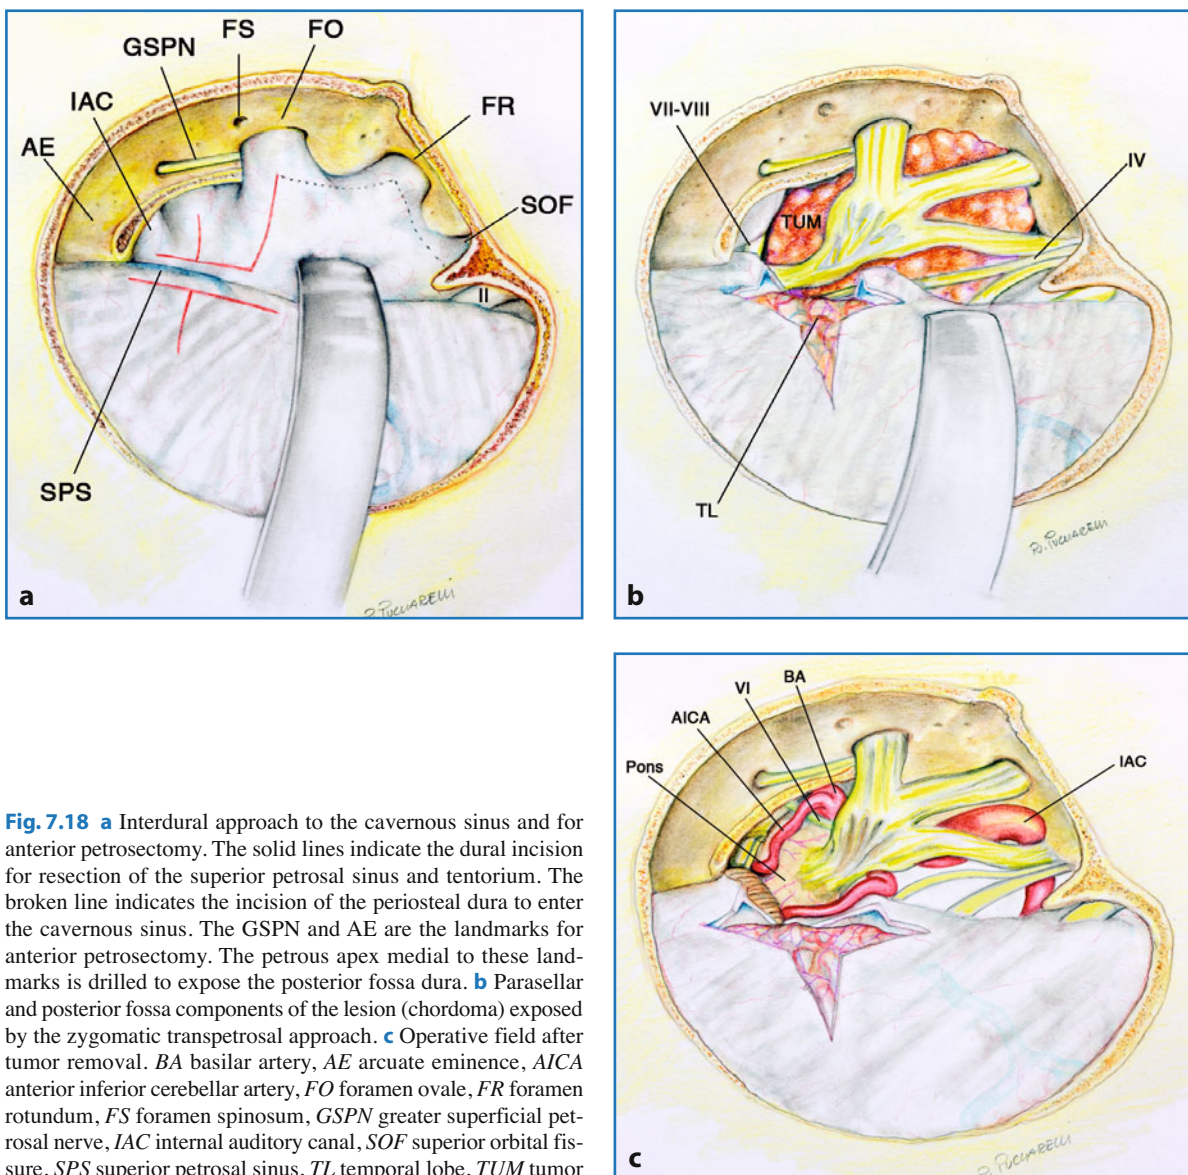 GSPN
FS
FO
IAC
FR
AE
SOF
II
SPS
a
P. PUCHARELLI
VII-VIII
IV
TUM
TL
P. PUCHARELLI
b
BA
VI
AICA
IAC
Pons
P. PUCHARELLI
c
Fig. 7.18 a Interdural approach to the cavernous sinus and for
anterior petrosectomy. The solid lines indicate the dural incision
for resection of the superior petrosal sinus and tentorium. The
broken line indicates the incision of the periosteal dura to enter
the cavernous sinus. The GSPN and AE are the landmarks for
anterior petrosectomy. The petrous apex medial to these land-
marks is drilled to expose the posterior fossa dura. b Parasellar
and posterior fossa components of the lesion (chordoma) exposed
by the zygomatic transpetrosal approach. c Operative field after
tumor removal. BA basilar artery, AE arcuate eminence, AICA
anterior inferior cerebellar artery, FO foramen ovale, FR foramen
rotundum, FS foramen spinosum, GSPN greater superficial pet-
rosal nerve, IAC internal auditory canal, SOF superior orbital fis-
sure, SPS superior petrosal sinus, TL temporal lobe, TUM tumor